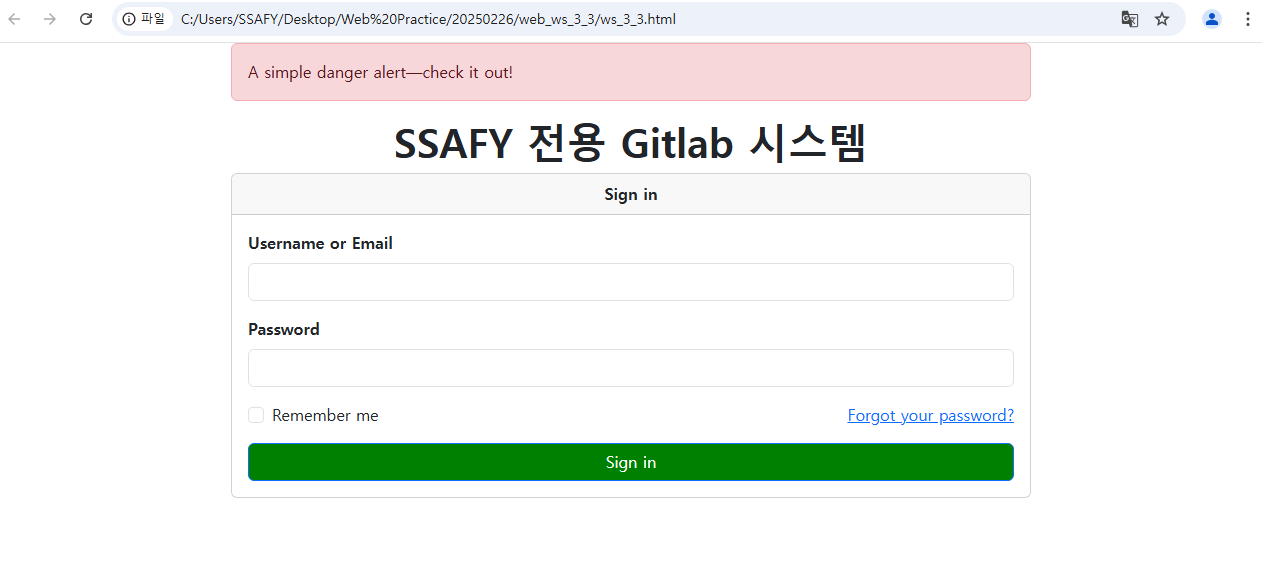 파일 C:/Users/SSAFY/Desktop/Web%20Practice/20250226/web_ws_3_3/ws_3_3.html
A simple danger alert—check it out!
SSAFY 전용 Gitlab 시스템
Sign in
Username or Email
Password
Remember me Forgot your password?
Sign in